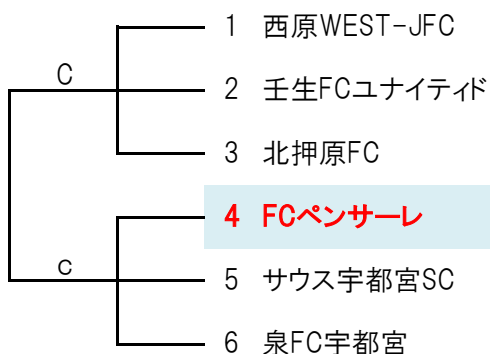 1 西原WEST-JFC
C
2 壬生FCユナイティド
3 北押原FC
4 FCペンサーレ
c
5 サウス宇都宮SC
6 泉FC宇都宮